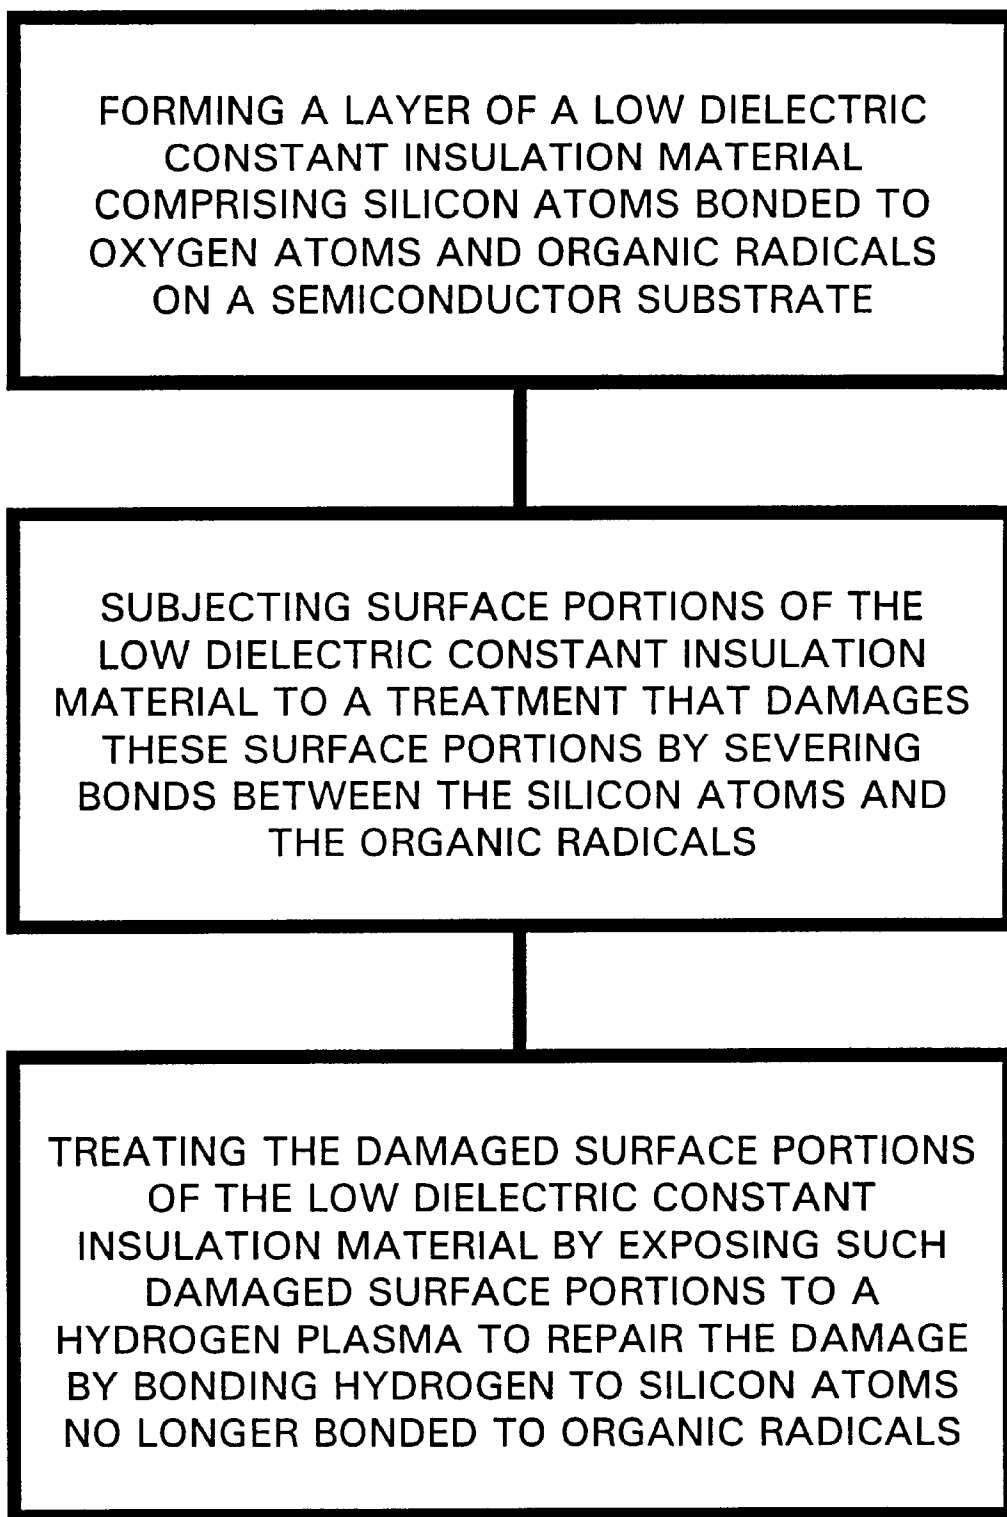 FORMING A LAYER OF A LOW DIELECTRIC
CONSTANT INSULATION MATERIAL
COMPRISING SILICON ATOMS BONDED TO
OXYGEN ATOMS AND ORGANIC RADICALS
ON A SEMICONDUCTOR SUBSTRATE
SUBJECTING SURFACE PORTIONS OF THE
LOW DIELECTRIC CONSTANT INSULATION
MATERIAL TO A TREATMENT THAT DAMAGES
THESE SURFACE PORTIONS BY SEVERING
BONDS BETWEEN THE SILICON ATOMS AND
THE ORGANIC RADICALS
TREATING THE DAMAGED SURFACE PORTIONS
OF THE LOW DIELECTRIC CONSTANT
INSULATION MATERIAL BY EXPOSING SUCH
DAMAGED SURFACE PORTIONS TO A
HYDROGEN PLASMA TO REPAIR THE DAMAGE
BY BONDING HYDROGEN TO SILICON ATOMS
NO LONGER BONDED TO ORGANIC RADICALS